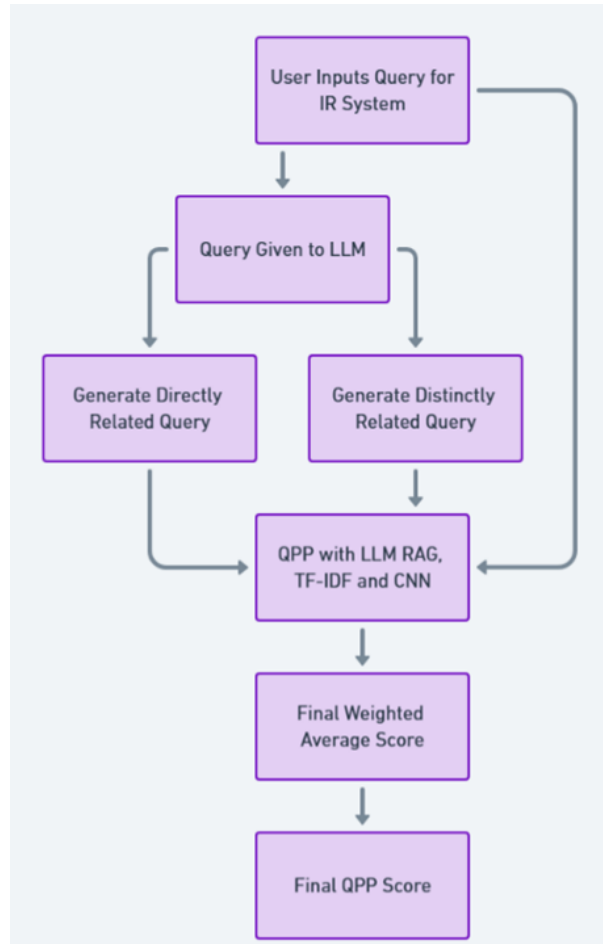 User Inputs Query for
IR System
Query Given to LLM
Generate Directly
Related Query
Generate Distinctly
Related Query
QPP with LLM RAG,
TF-IDF and CNN
Final Weighted
Average Score
Final QPP Score